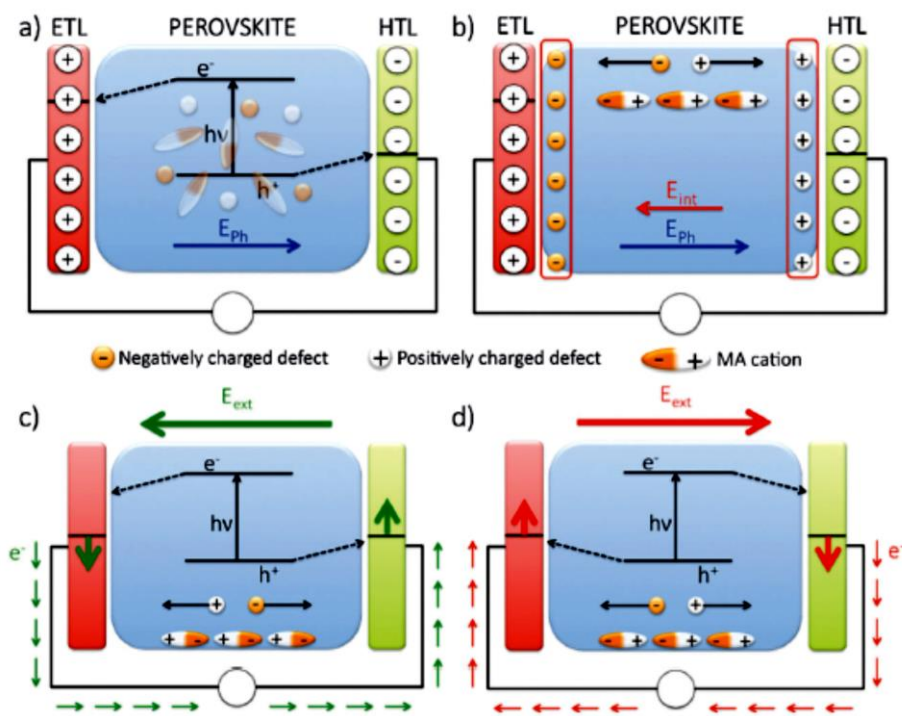 a) ETL PEROVSKITE HTL
e⁻
hν
h⁺
E_Ph
+ + + + + +
- - - - - -
b) ETL PEROVSKITE HTL
- +
- + - + - +
E_int
E_Ph
+ + + + + +
- - - - - -
+ + + + + +
- - - - - -
- Negatively charged defect + Positively charged defect - + MA cation
c) E_ext
e⁻
hν
h⁺
e⁻
+ -
+ - + - + -
-
d) E_ext
e⁻
hν
h⁺
e⁻
- +
- + - + - +